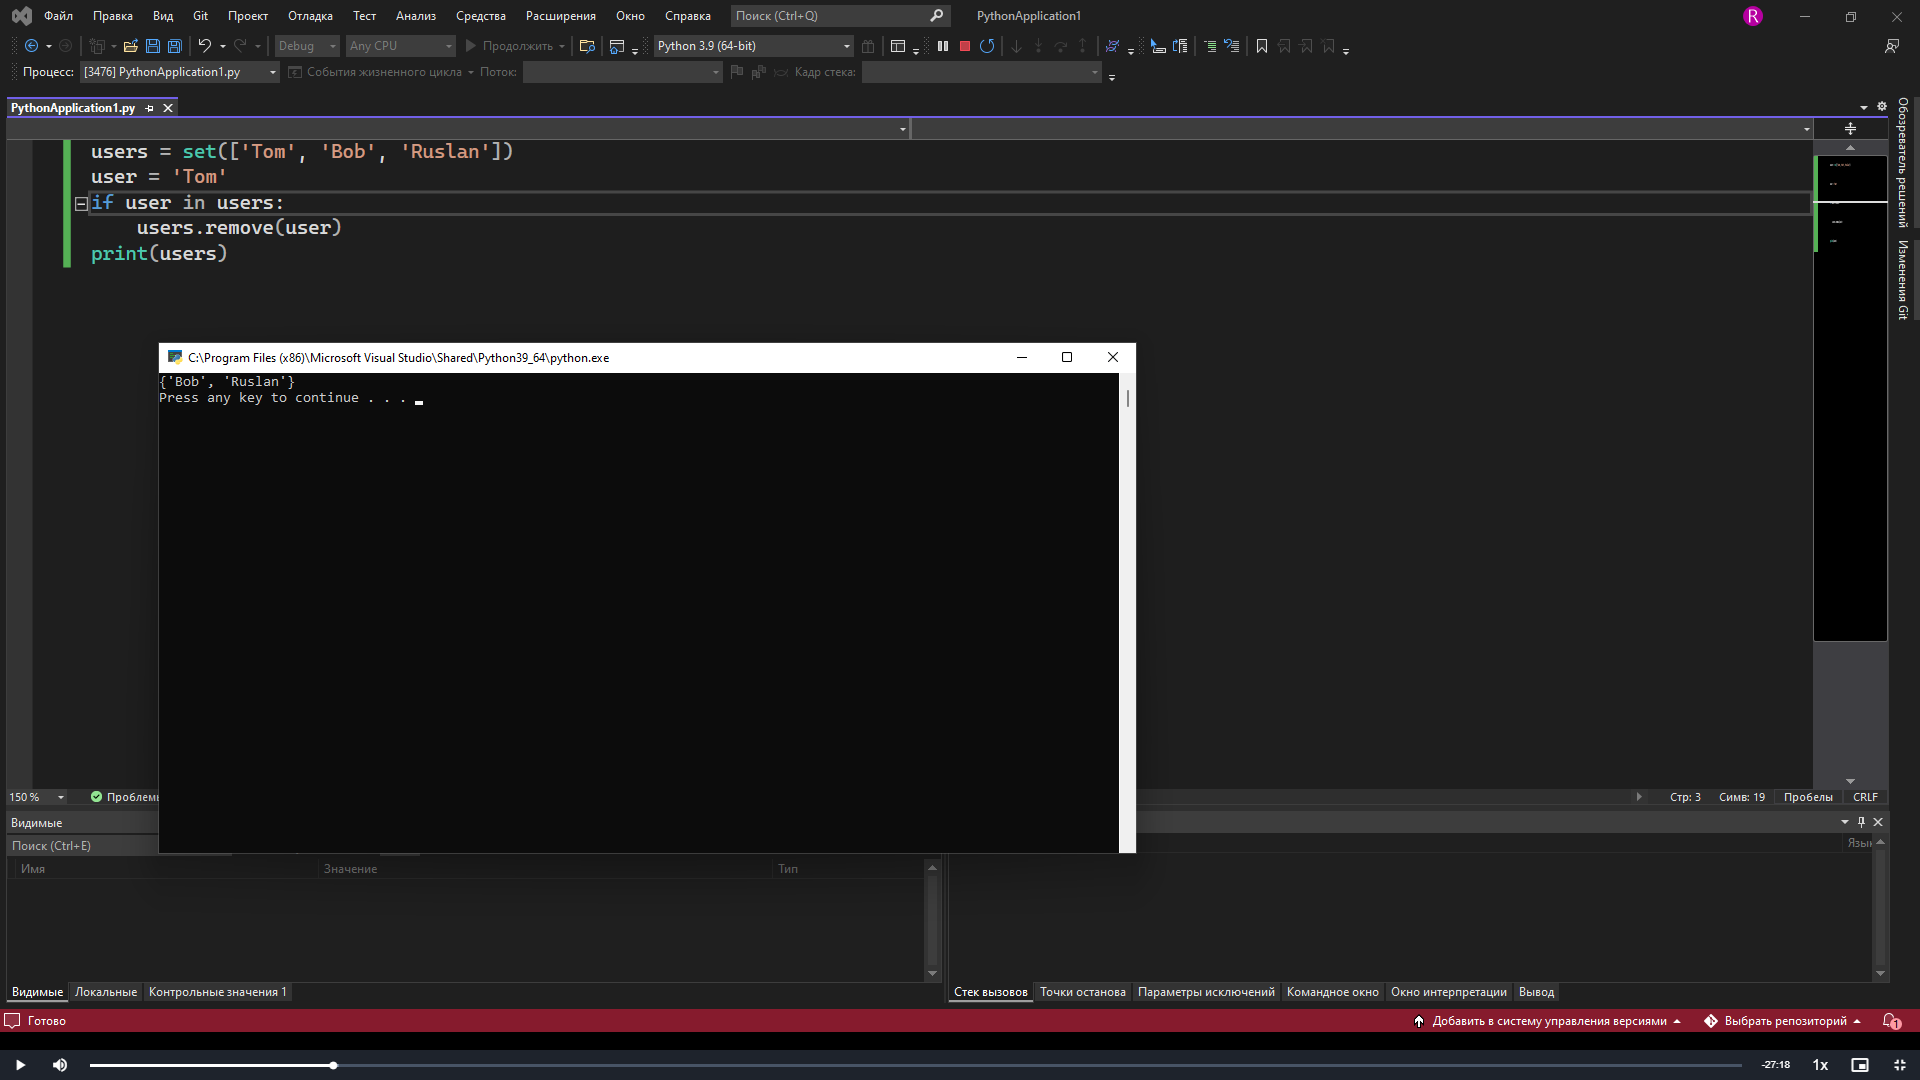 Файл Правка Вид Git Проект Отладка Тест Анализ Средства Расширения Окно Справка Поиск (Ctrl+Q) PythonApplication1 R
Debug Any CPU Продолжить Python 3.9 (64-bit)
Процесс: [3476] PythonApplication1.py События жизненного цикла Поток: Кадр стека:
PythonApplication1.py
users = set(['Tom', 'Bob', 'Ruslan'])
user = 'Tom'
if user in users:
users.remove(user)
print(users)
Обозреватель решений
Изменения Git
C:\Program Files (x86)\Microsoft Visual Studio\Shared\Python39_64\python.exe
{'Bob', 'Ruslan'}
Press any key to continue . . .
150 % Стр: 3 Симв: 19 Пробелы CRLF
Видимые
Поиск (Ctrl+E)
Имя Значение Тип
Видимые Локальные Контрольные значения 1 Стек вызовов Точки останова Параметры исключений Командное окно Окно интерпретации Вывод
Готово Добавить в систему управления версиями Выбрать репозиторий 1
-27:18 1x